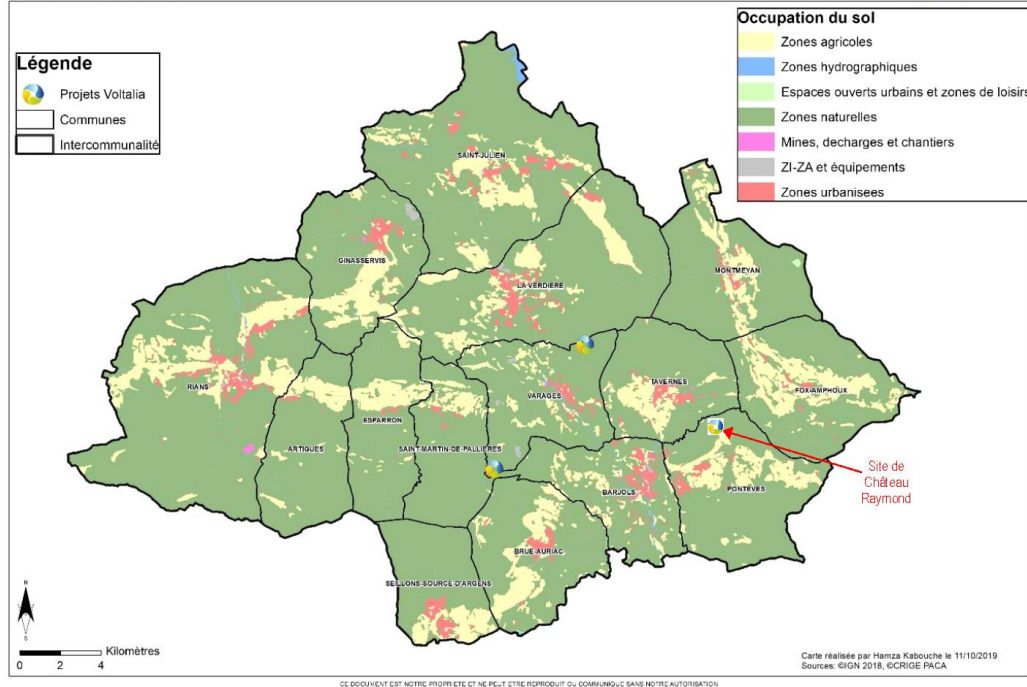 Légende
Projets Voltalia
Communes
Intercommunalité
Occupation du sol
Zones agricoles
Zones hydrographiques
Espaces ouverts urbains et zones de loisirs
Zones naturelles
Mines, decharges et chantiers
ZI-ZA et équipements
Zones urbanisees
SAINT-JULIEN
GINASSERVIS
MONTMEYAN
LA VERDIERE
RIANS
TAVERNES
FOX-AMPHOUX
VARAGES
ESPARRON
ARTIGUES
SAINT-MARTIN-DE-PALLIERES
Site de
Château
Raymond
BARJOLS
PONTEVES
BRUE-AURIAC
SEILLONS-SOURCE-D'ARGENS
N
S
Kilomètres
0 2 4
Carte réalisée par Hamza Kabouche le 11/10/2019
Sources: ©IGN 2018, ©CRIGE PACA
CE DOCUMENT EST NOTRE PROPRIETE ET NE PEUT ETRE REPRODUIT OU COMMUNIQUE SANS NOTRE AUTORISATION